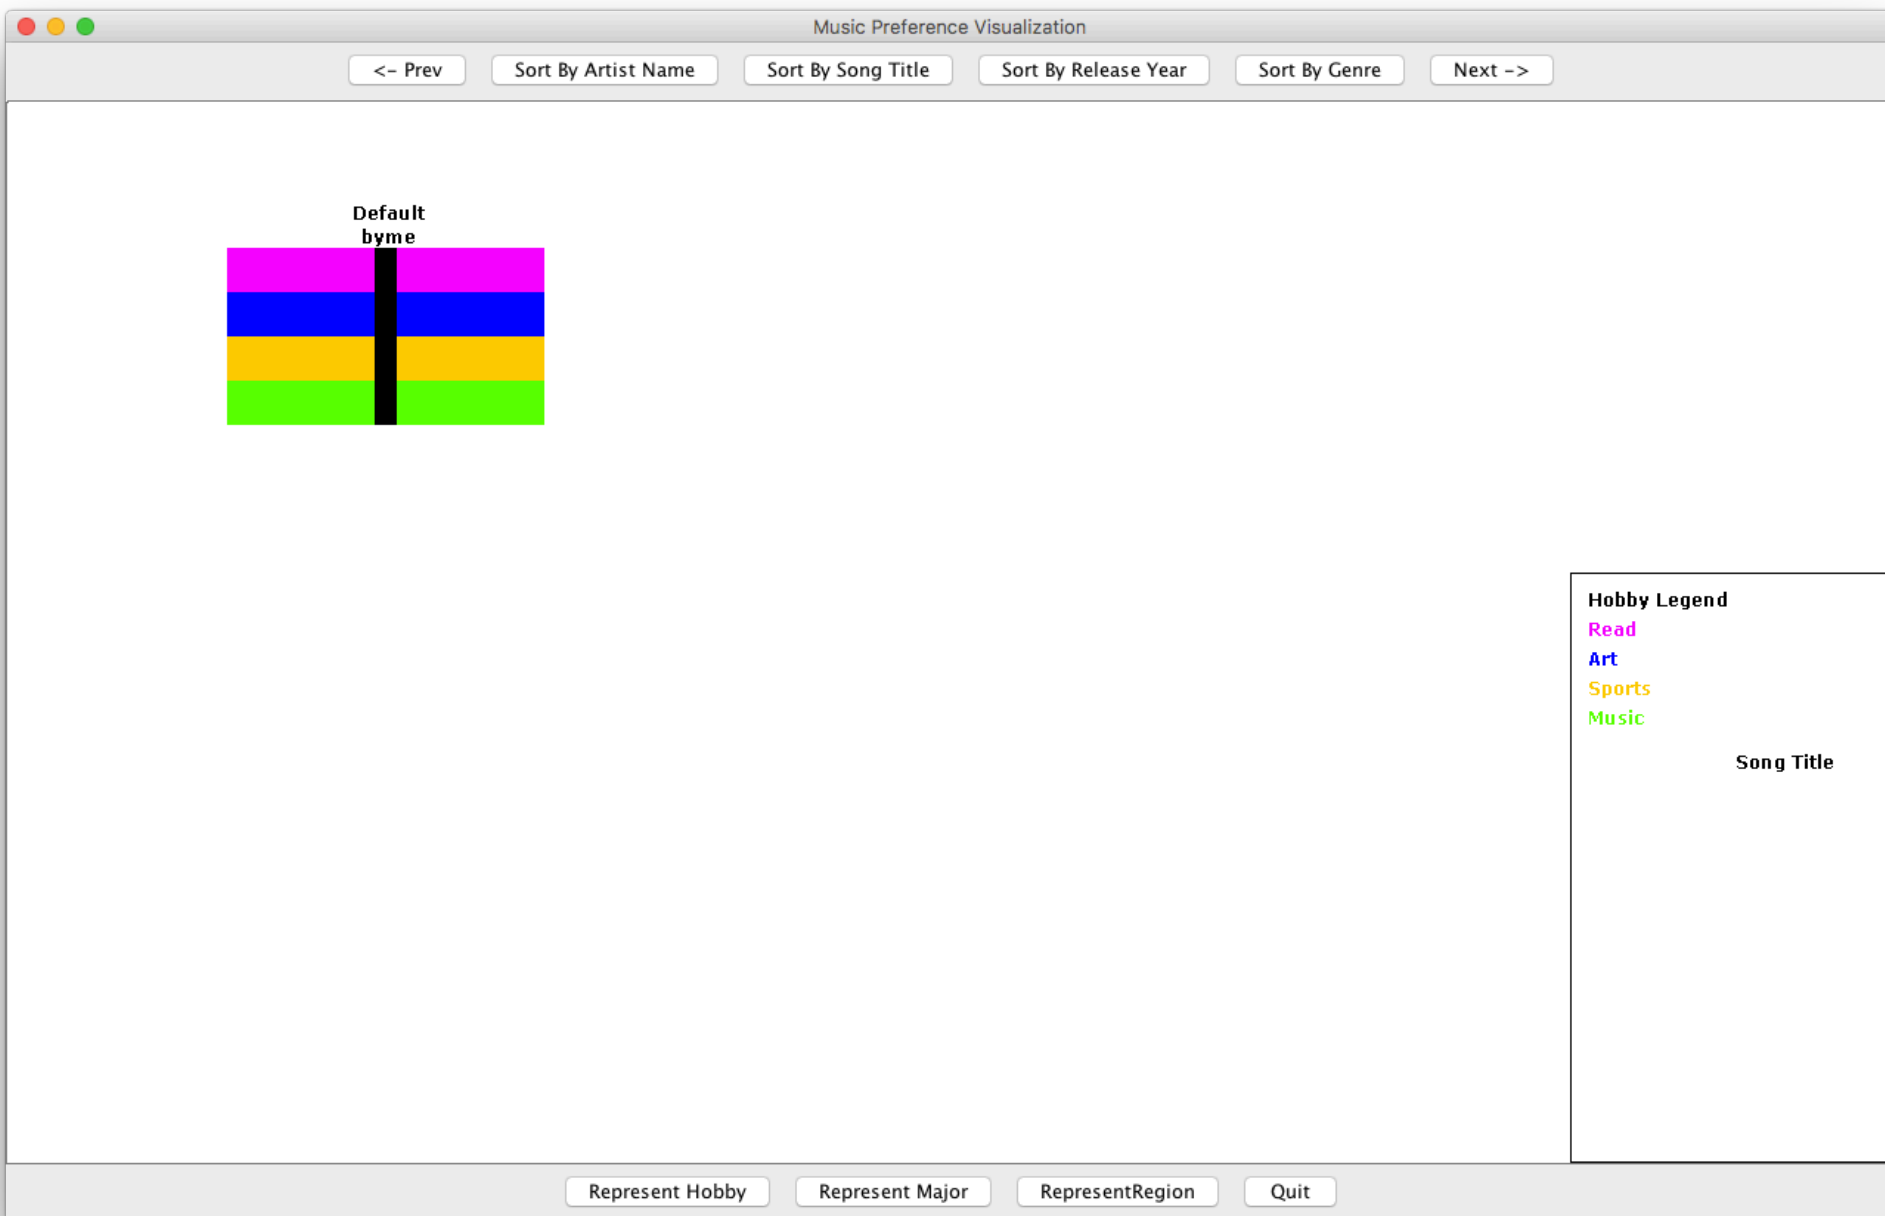 Music Preference Visualization
<- Prev
Sort By Artist Name
Sort By Song Title
Sort By Release Year
Sort By Genre
Next ->
Default
byme
Hobby Legend
Read
Art
Sports
Music
Song Title
Represent Hobby
Represent Major
RepresentRegion
Quit